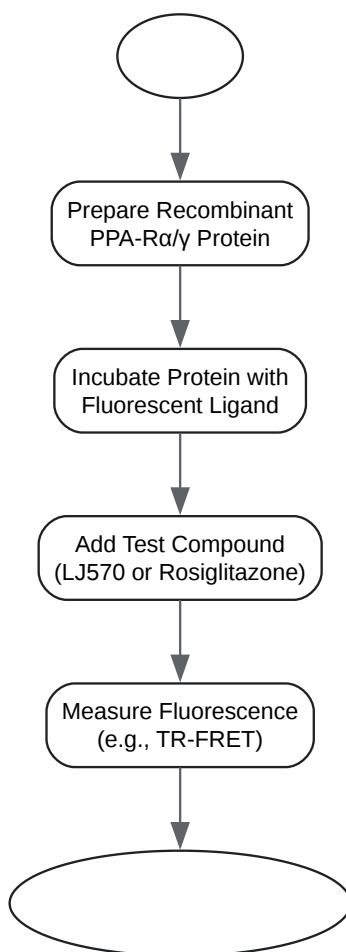 Prepare Recombinant
PPA-Rα/γ Protein
Incubate Protein with
Fluorescent Ligand
Add Test Compound
(LJ570 or Rosiglitazone)
Measure Fluorescence
(e.g., TR-FRET)